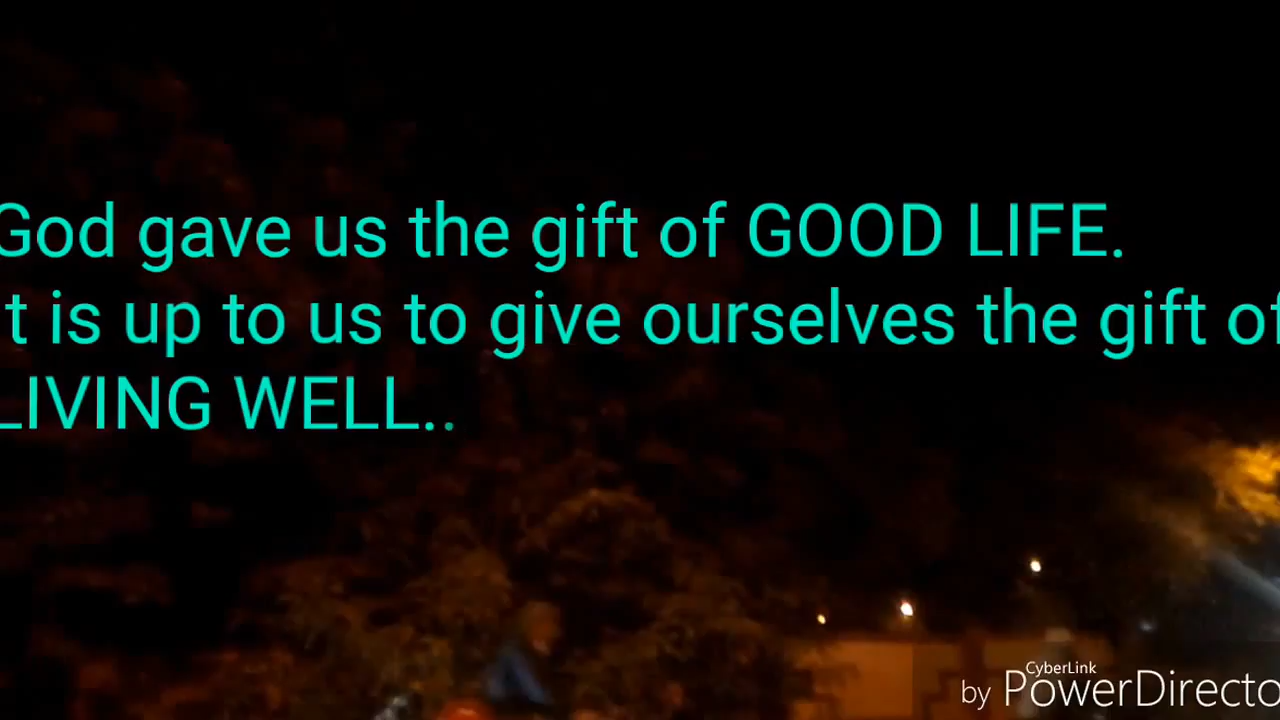 God gave us the gift of GOOD LIFE.
t is up to us to give ourselves the gift of
LIVING WELL..
CyberLink
by PowerDirecto